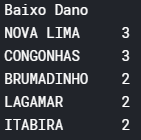 Baixo Dano
NOVA LIMA 3
CONGONHAS 3
BRUMADINHO 2
LAGAMAR 2
ITABIRA 2